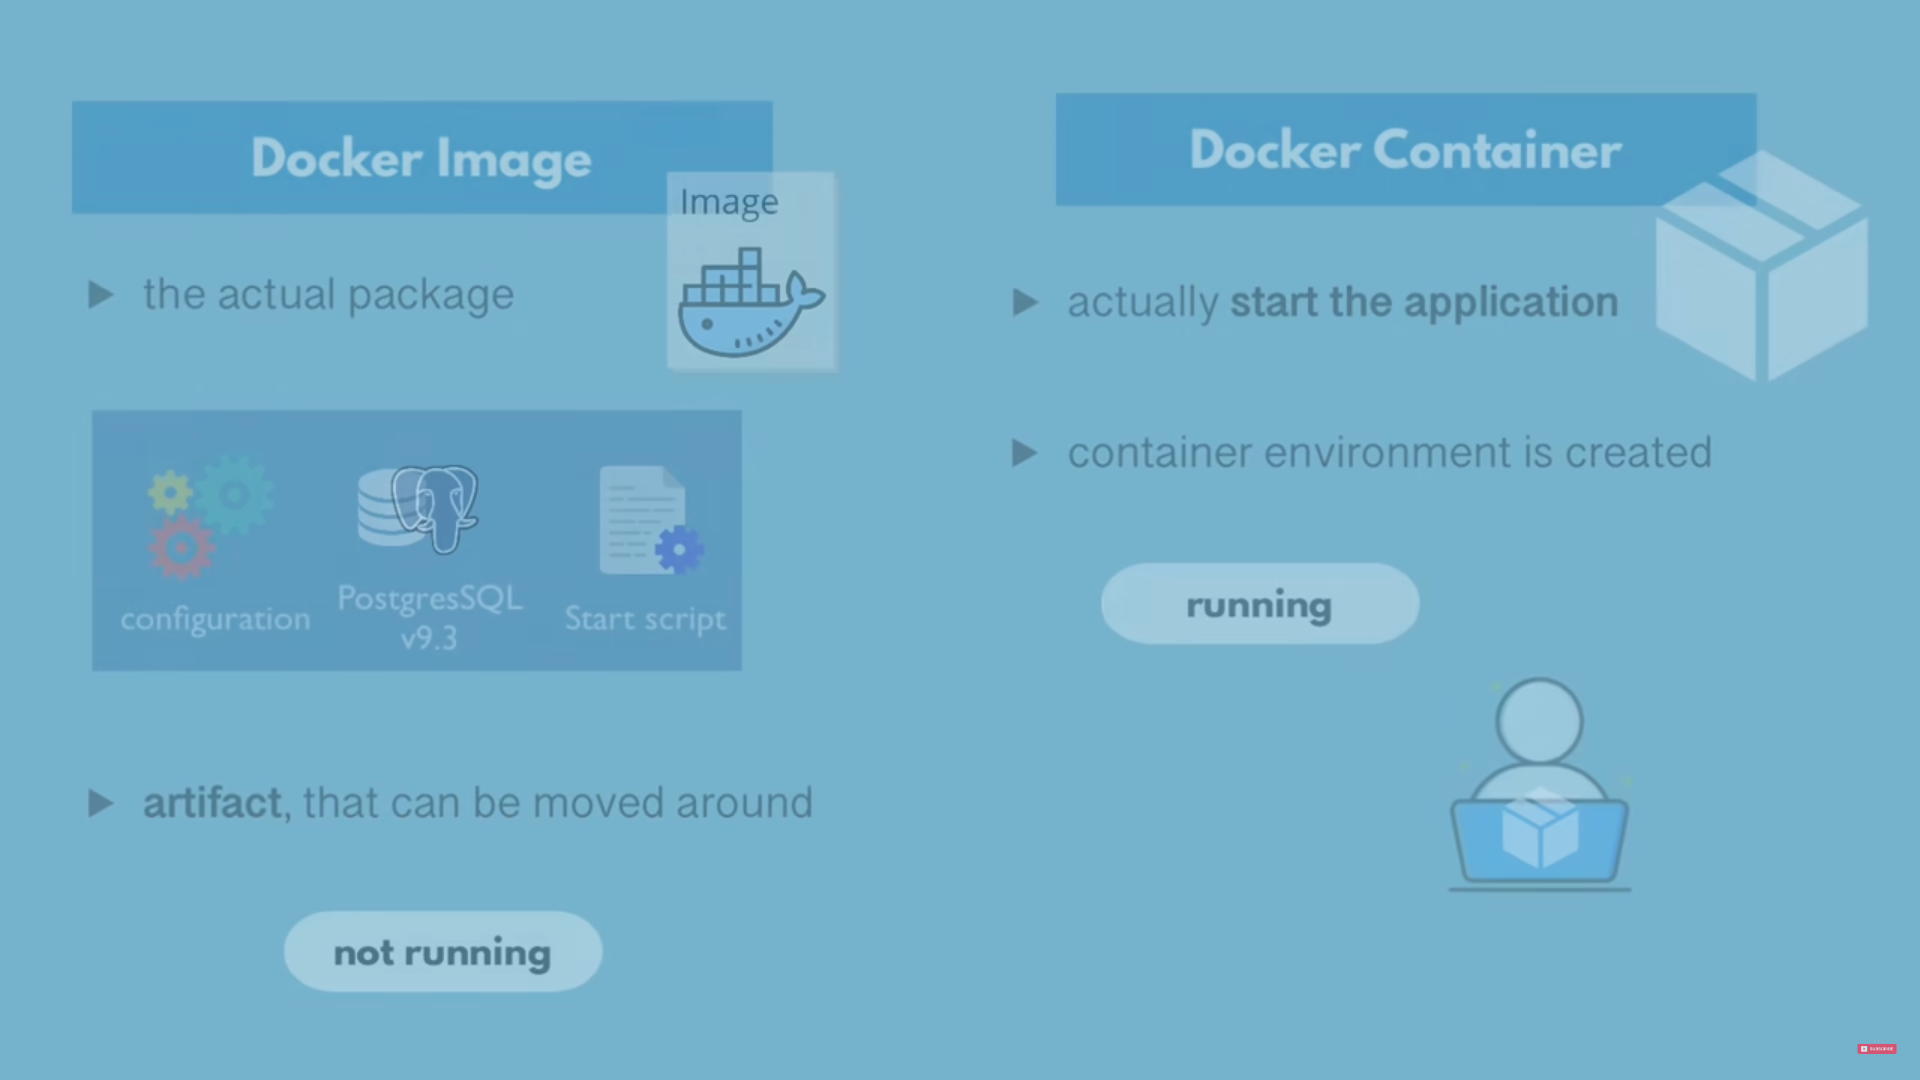 Docker Image
Image
the actual package
configuration
PostgresSQL
v9.3
Start script
artifact, that can be moved around
not running
Docker Container
actually start the application
container environment is created
running
SUBSCRIBE